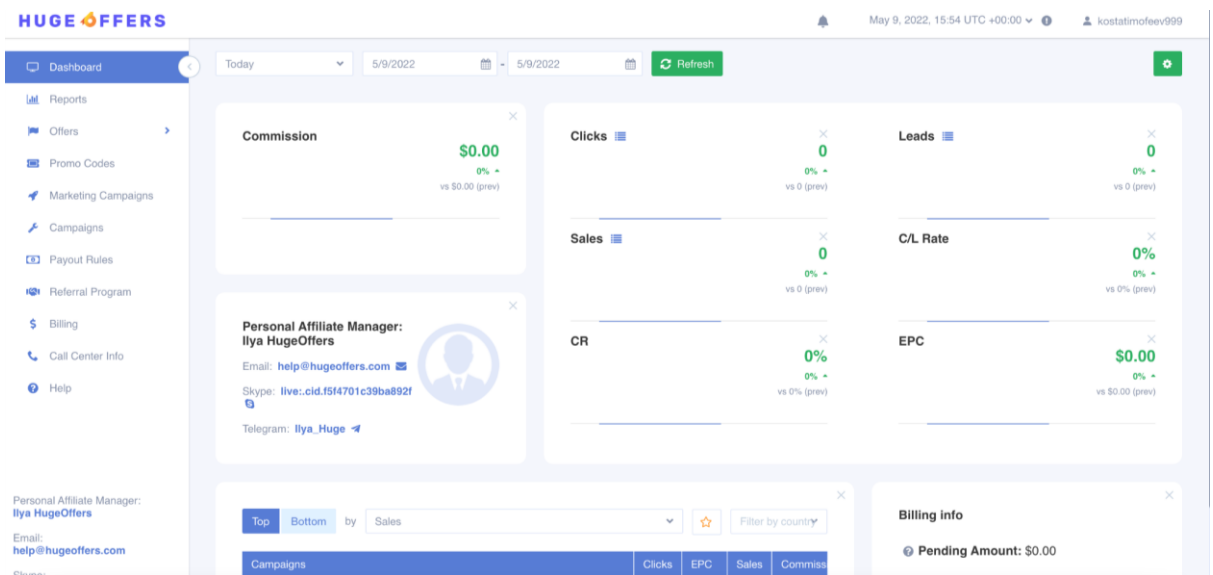 HUGE OFFERS
May 9, 2022, 15:54 UTC +00:00
kostatimofeev999
Dashboard
Reports
Offers
Promo Codes
Marketing Campaigns
Campaigns
Payout Rules
Referral Program
Billing
Call Center Info
Help
Personal Affiliate Manager:
Ilya HugeOffers
Email:
help@hugeoffers.com
Skype:
Today
5/9/2022 - 5/9/2022
Refresh
Commission
$0.00
0%
vs $0.00 (prev)
Personal Affiliate Manager:
Ilya HugeOffers
Email: help@hugeoffers.com
Skype: live:.cid.f5f4701c39ba892f
Telegram: Ilya_Huge
Clicks
0
0%
vs 0 (prev)
Leads
0
0%
vs 0 (prev)
Sales
0
0%
vs 0 (prev)
C/L Rate
0%
0%
vs 0% (prev)
CR
0%
0%
vs 0% (prev)
EPC
$0.00
0%
vs $0.00 (prev)
Top Bottom by Sales Filter by country
Campaigns Clicks EPC Sales Commiss
Billing info
Pending Amount: $0.00